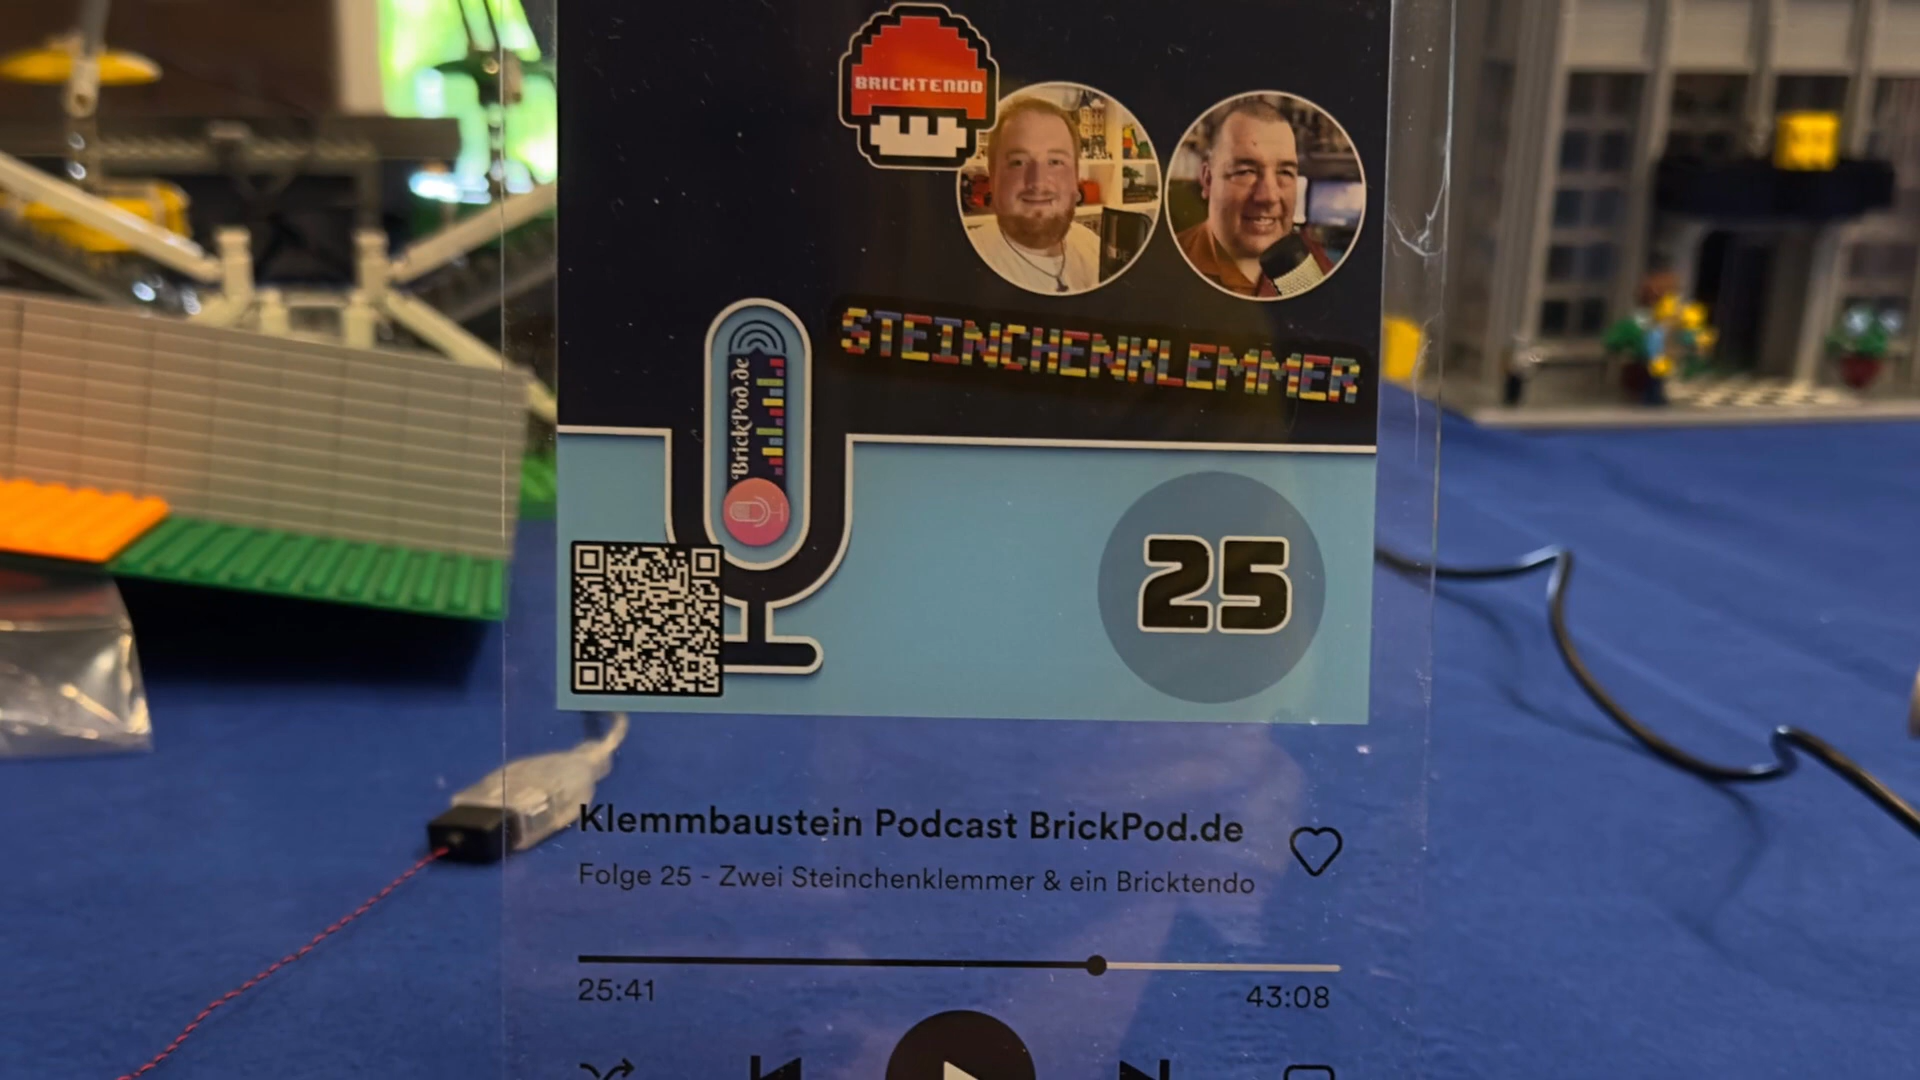 BRICKTENDO
STEINCHENKLEMMER
BrickPod.de
25
Klemmbaustein Podcast BrickPod.de
Folge 25 - Zwei Steinchenklemmer & ein Bricktendo
25:41
43:08